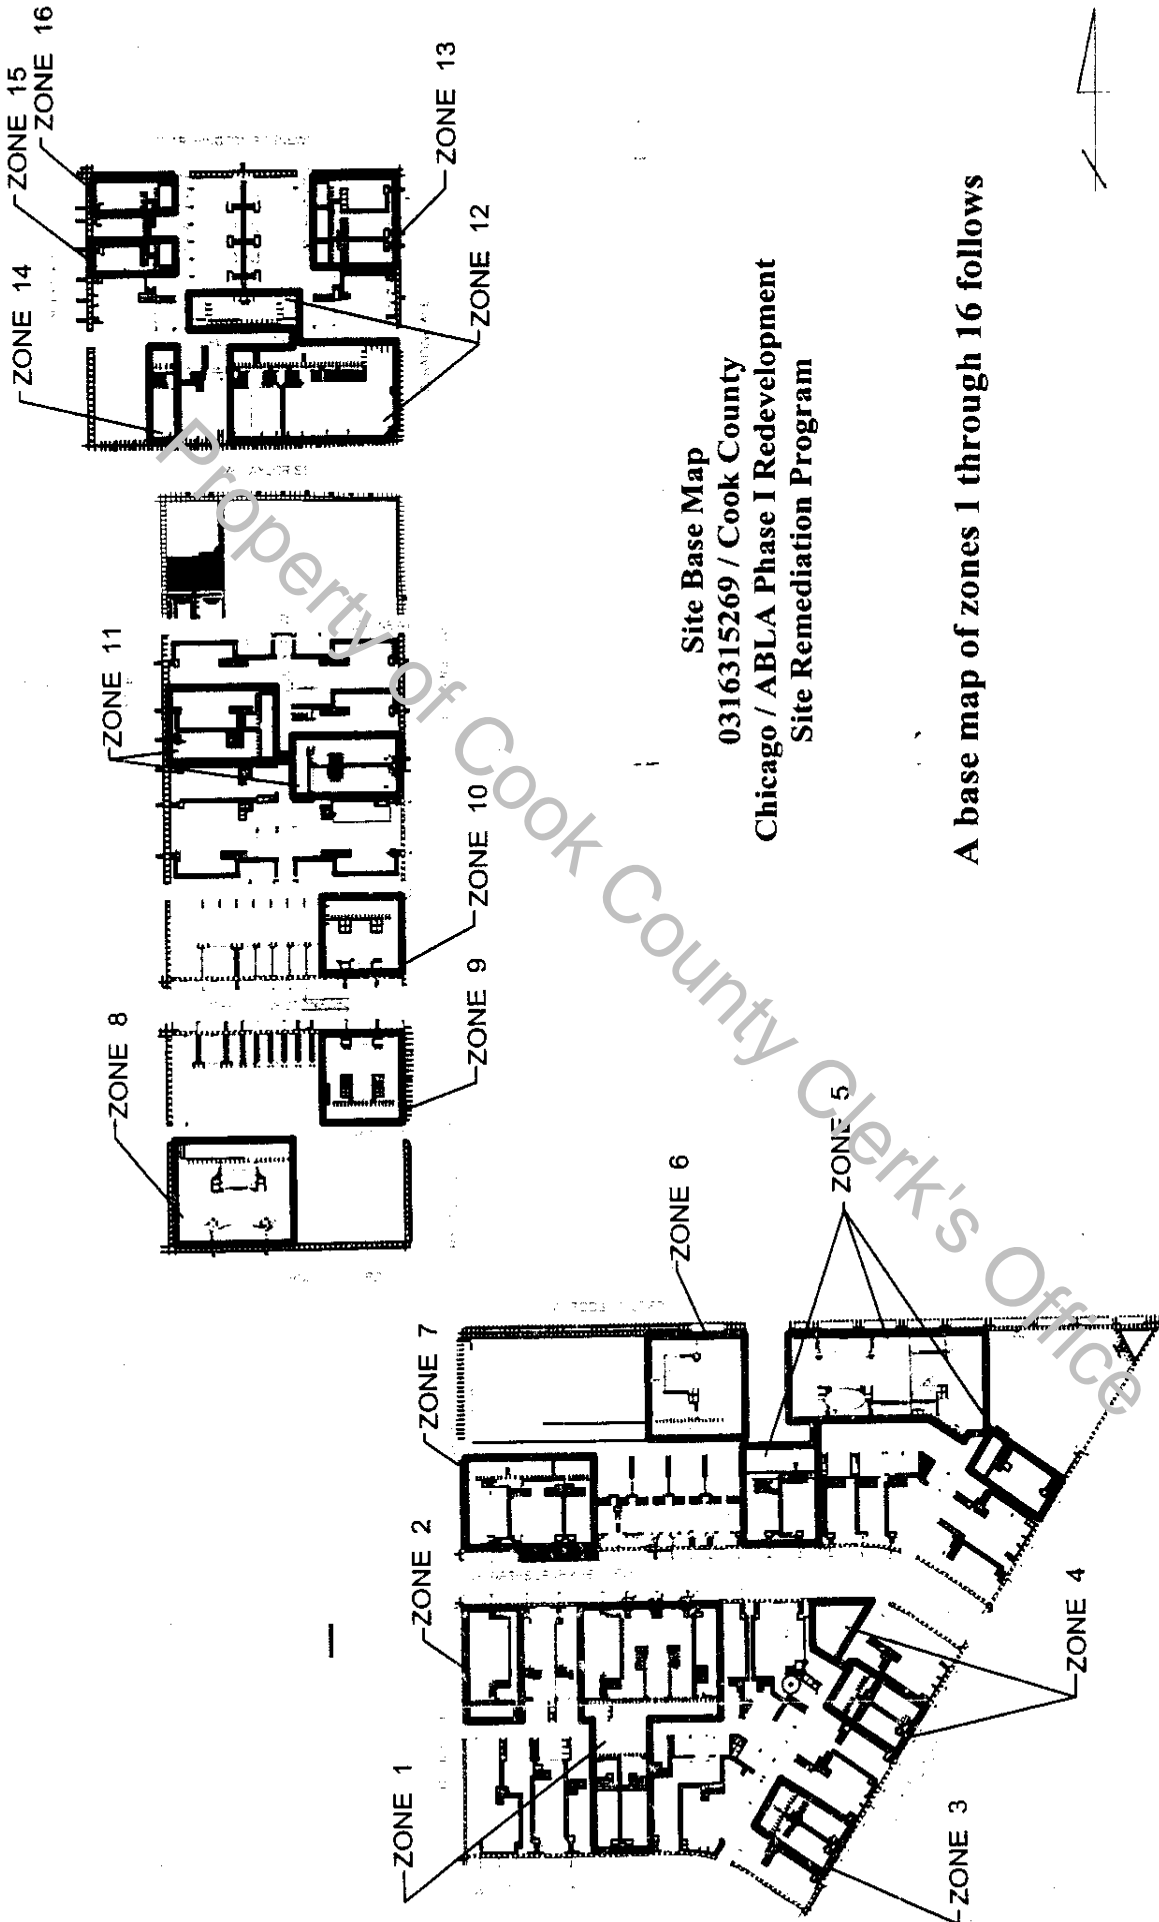 ZONE 16
ZONE 15
ZONE 14
ZONE 13
ZONE 12
ZONE 11
ZONE 10
ZONE 9
ZONE 8
ZONE 7
ZONE 6
ZONE 5
ZONE 4
ZONE 3
ZONE 2
ZONE 1
Site Base Map
0316315269 / Cook County
Chicago / ABLA Phase I Redevelopment
Site Remediation Program
A base map of zones 1 through 16 follows
Property of Cook County Clerk's Office